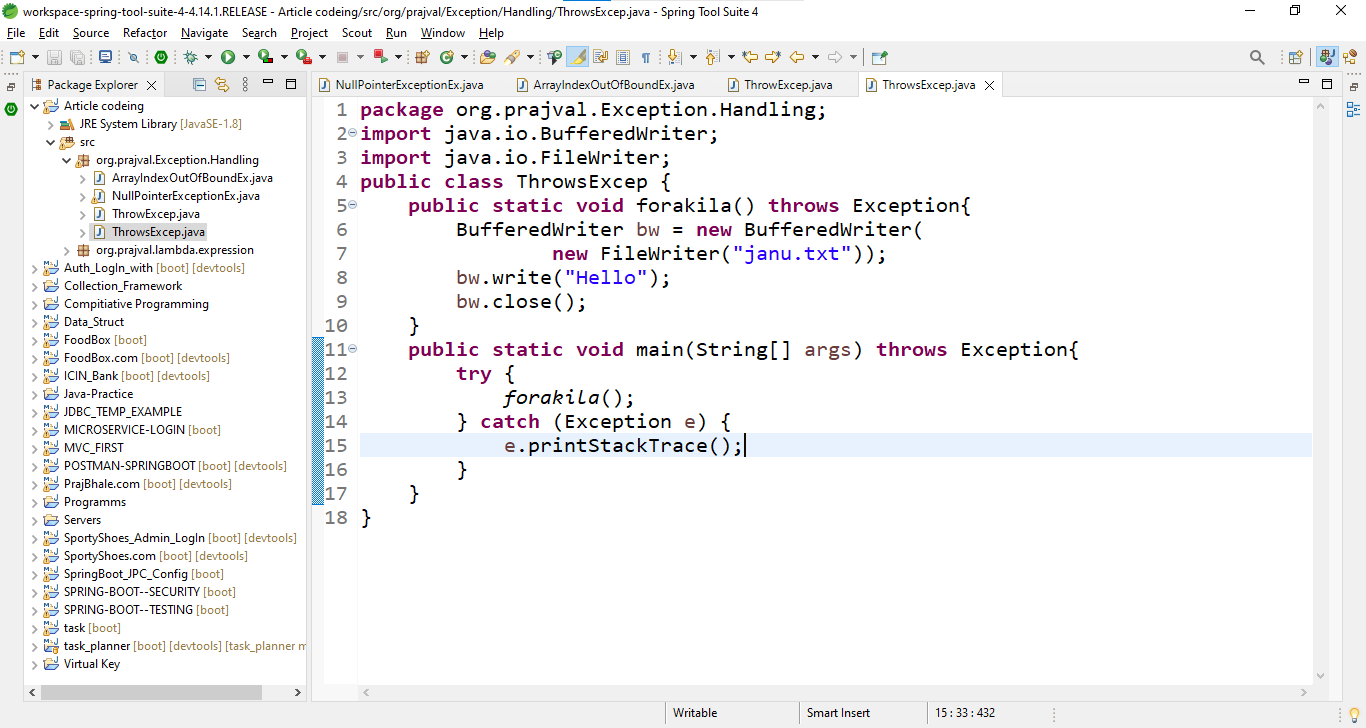 workspace-spring-tool-suite-4-4.14.1.RELEASE - Article codeing/src/org/prajval/Exception/Handling/ThrowsExcep.java - Spring Tool Suite 4
File Edit Source Refactor Navigate Search Project Scout Run Window Help
Package Explorer
NullPointerExceptionEx.java ArrayIndexOutOfBoundEx.java ThrowExcep.java ThrowsExcep.java
Article codeing
JRE System Library [JavaSE-1.8]
src
org.prajval.Exception.Handling
ArrayIndexOutOfBoundEx.java
NullPointerExceptionEx.java
ThrowExcep.java
ThrowsExcep.java
org.prajval.lambda.expression
Auth_LogIn_with [boot] [devtools]
Collection_Framework
Compitiative Programming
Data_Struct
FoodBox [boot]
FoodBox.com [boot] [devtools]
ICIN_Bank [boot] [devtools]
Java-Practice
JDBC_TEMP_EXAMPLE
MICROSERVICE-LOGIN [boot]
MVC_FIRST
POSTMAN-SPRINGBOOT [boot] [devtools]
PrajBhale.com [boot] [devtools]
Programms
Servers
SportyShoes_Admin_LogIn [boot] [devtools]
SportyShoes.com [boot] [devtools]
SpringBoot_JPC_Config [boot]
SPRING-BOOT--SECURITY [boot]
SPRING-BOOT--TESTING [boot]
task [boot]
task_planner [boot] [devtools] [task_planner m
Virtual Key
1 package org.prajval.Exception.Handling;
2 import java.io.BufferedWriter;
3 import java.io.FileWriter;
4 public class ThrowsExcep {
5 public static void forakila() throws Exception{
6 BufferedWriter bw = new BufferedWriter(
7 new FileWriter("janu.txt"));
8 bw.write("Hello");
9 bw.close();
10 }
11 public static void main(String[] args) throws Exception{
12 try {
13 forakila();
14 } catch (Exception e) {
15 e.printStackTrace();
16 }
17 }
18 }
Writable Smart Insert 15 : 33 : 432